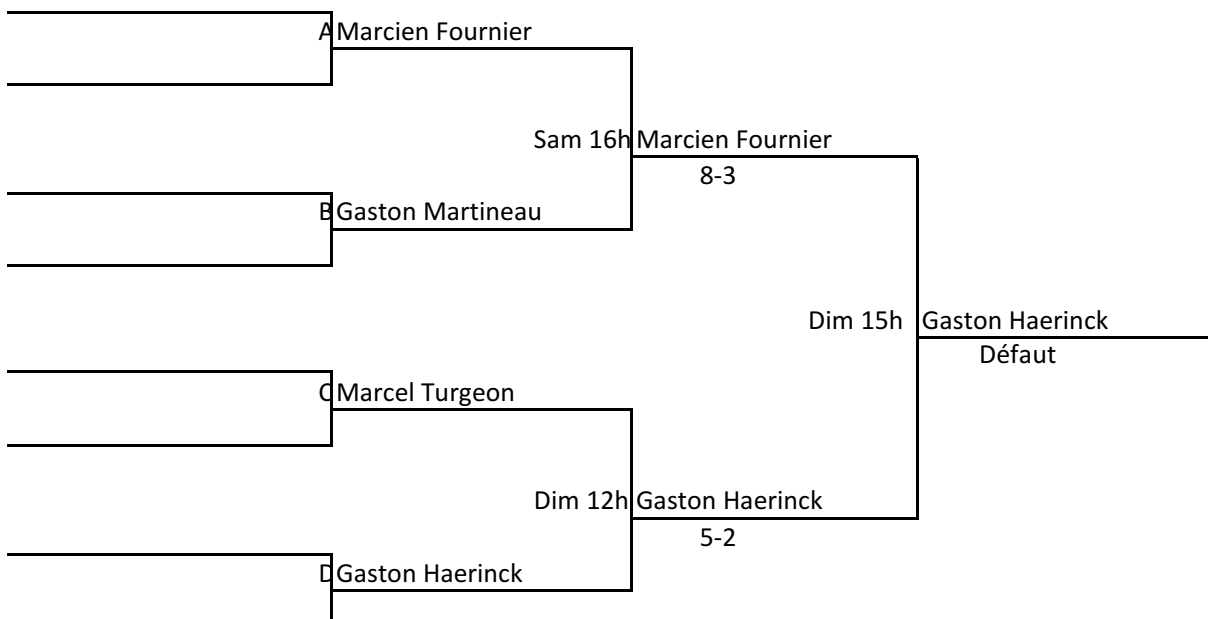 A Marcien Fournier
Sam 16h Marcien Fournier
8-3
B Gaston Martineau
Dim 15h Gaston Haerinck
Défaut
C Marcel Turgeon
Dim 12h Gaston Haerinck
5-2
D Gaston Haerinck